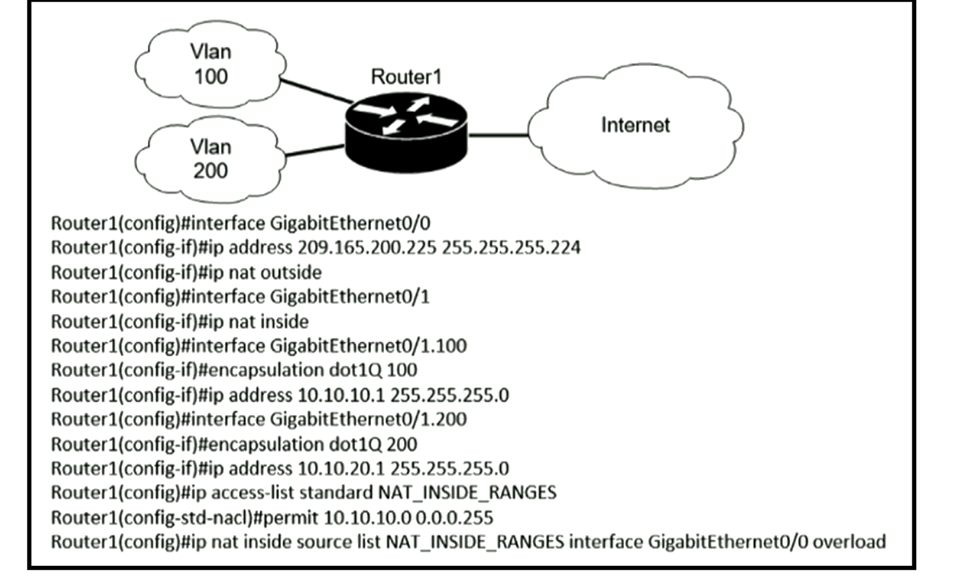 Vlan
100
Router1
Vlan
200
Internet
Router1(config)#interface GigabitEthernet0/0
Router1(config-if)#ip address 209.165.200.225 255.255.255.224
Router1(config-if)#ip nat outside
Router1(config)#interface GigabitEthernet0/1
Router1(config-if)#ip nat inside
Router1(config)#interface GigabitEthernet0/1.100
Router1(config-if)#encapsulation dot1Q 100
Router1(config-if)#ip address 10.10.10.1 255.255.255.0
Router1(config)#interface GigabitEthernet0/1.200
Router1(config-if)#encapsulation dot1Q 200
Router1(config-if)#ip address 10.10.20.1 255.255.255.0
Router1(config)#ip access-list standard NAT_INSIDE_RANGES
Router1(config-std-nacl)#permit 10.10.10.0 0.0.0.255
Router1(config)#ip nat inside source list NAT_INSIDE_RANGES interface GigabitEthernet0/0 overload